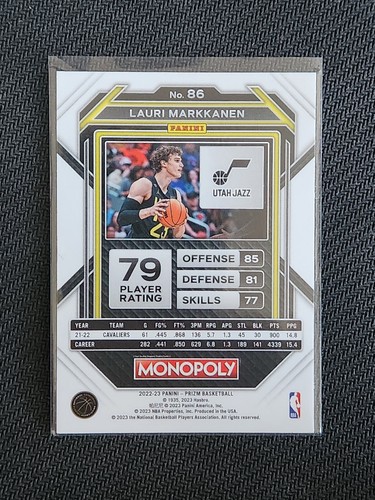 No. 86
LAURI MARKKANEN
PANINI
UTAH JAZZ
79
PLAYER
RATING
OFFENSE 85
DEFENSE 81
SKILLS 77
YEAR TEAM G FG% FT% 3PM RPG APG STL BLK PTS PPG
21-22 CAVALIERS 61 .445 .868 136 5.7 1.3 45 30 900 14.8
CAREER 282 .441 .850 629 6.8 1.3 189 141 4339 15.4
MONOPOLY
2022-23 PANINI - PRIZM BASKETBALL
© 1935, 2023 Hasbro.
© 2023 Panini America, Inc.
© 2023 NBA Properties, Inc. Produced in the USA.
© 2023 the National Basketball Players Association. All rights reserved.
NBA